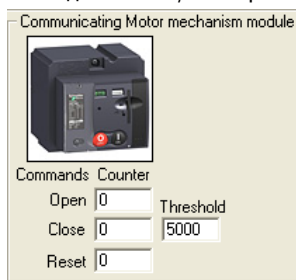 Communicating Motor mechanism module
Commands Counter
Open 0
Threshold
Close 0 5000
Reset 0